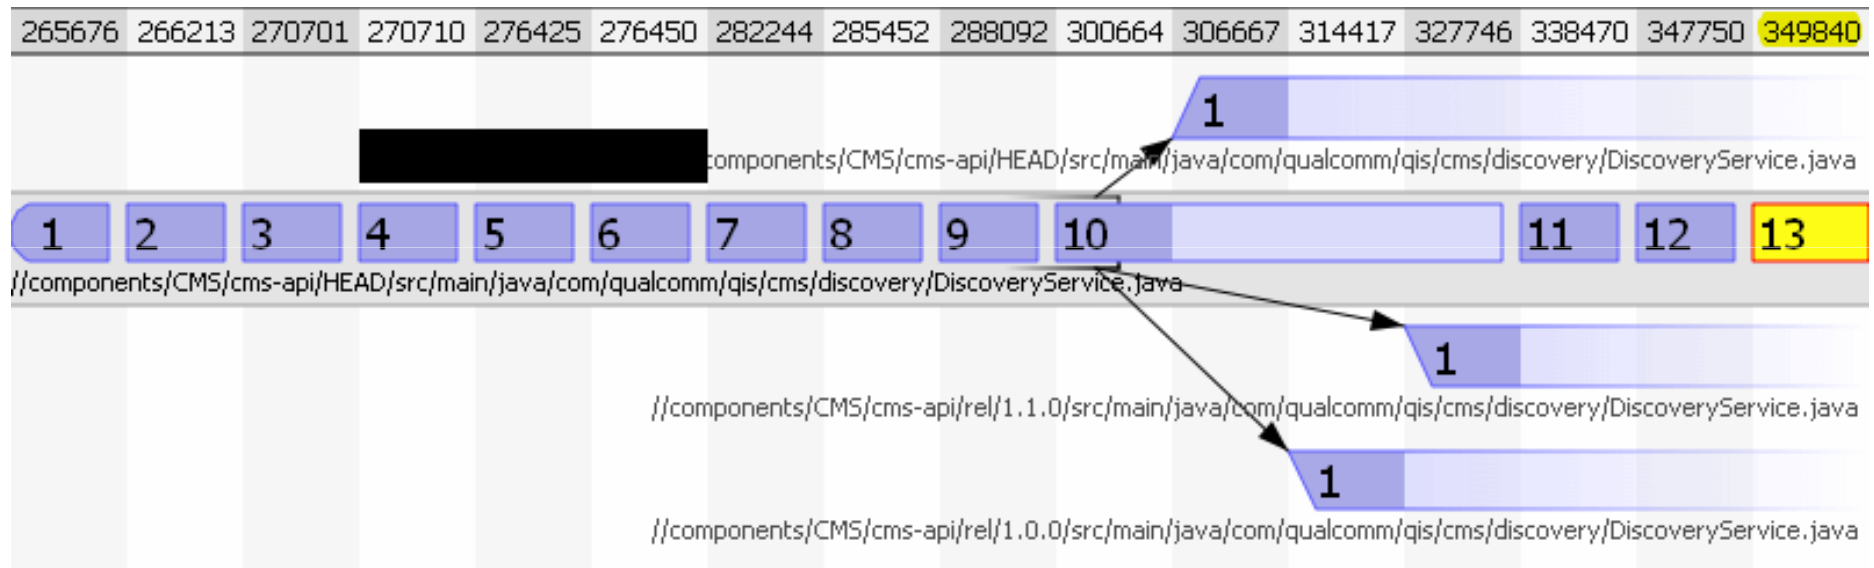 265676 266213 270701 270710 276425 276450 282244 285452 288092 300664 306667 314417 327746 338470 347750 349840
1
components/CMS/cms-api/HEAD/src/main/java/com/qualcomm/qis/cms/discovery/DiscoveryService.java
1 2 3 4 5 6 7 8 9 10 11 12 13
//components/CMS/cms-api/HEAD/src/main/java/com/qualcomm/qis/cms/discovery/DiscoveryService.java
1
//components/CMS/cms-api/rel/1.1.0/src/main/java/com/qualcomm/qis/cms/discovery/DiscoveryService.java
1
//components/CMS/cms-api/rel/1.0.0/src/main/java/com/qualcomm/qis/cms/discovery/DiscoveryService.java